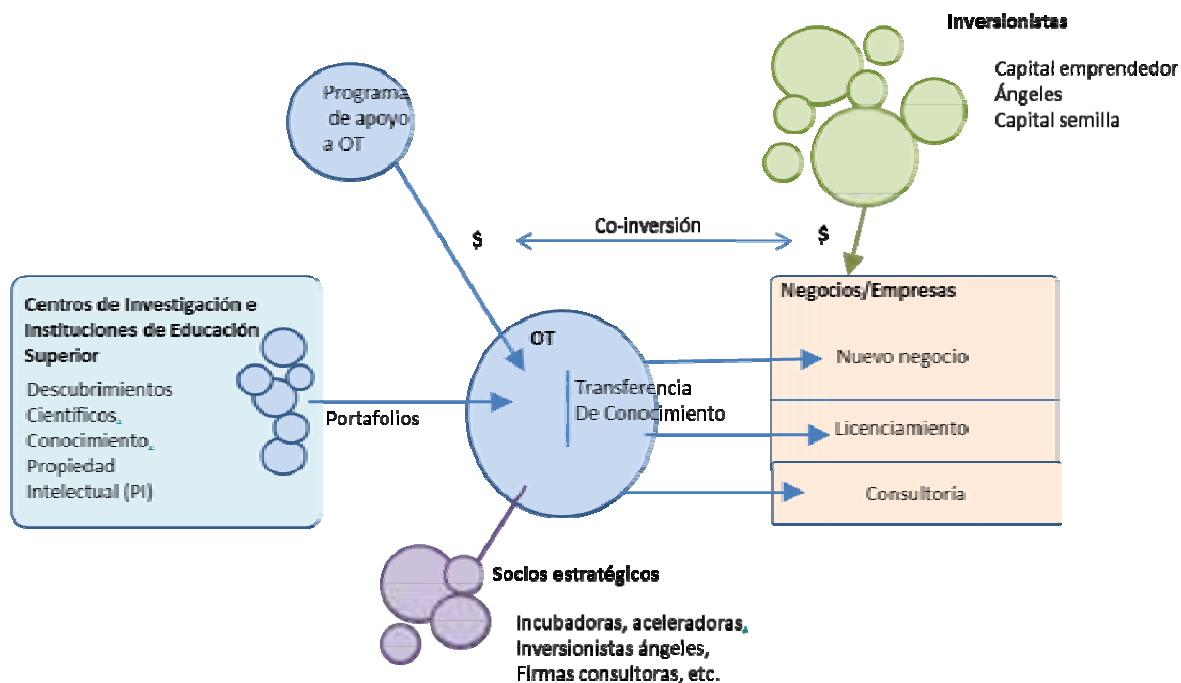 Inversionistas
Capital emprendedor
Ángeles
Capital semilla
Programa
de apoyo
a OT
$
Co-inversión
$
Centros de Investigación e
Instituciones de Educación
Superior
Descubrimientos
Científicos,
Conocimiento,
Propiedad
Intelectual (PI)
Portafolios
OT
Transferencia
De Conocimiento
Negocios/Empresas
Nuevo negocio
Licenciamiento
Consultoría
Socios estratégicos
Incubadoras, aceleradoras,
Inversionistas ángeles,
Firmas consultoras, etc.